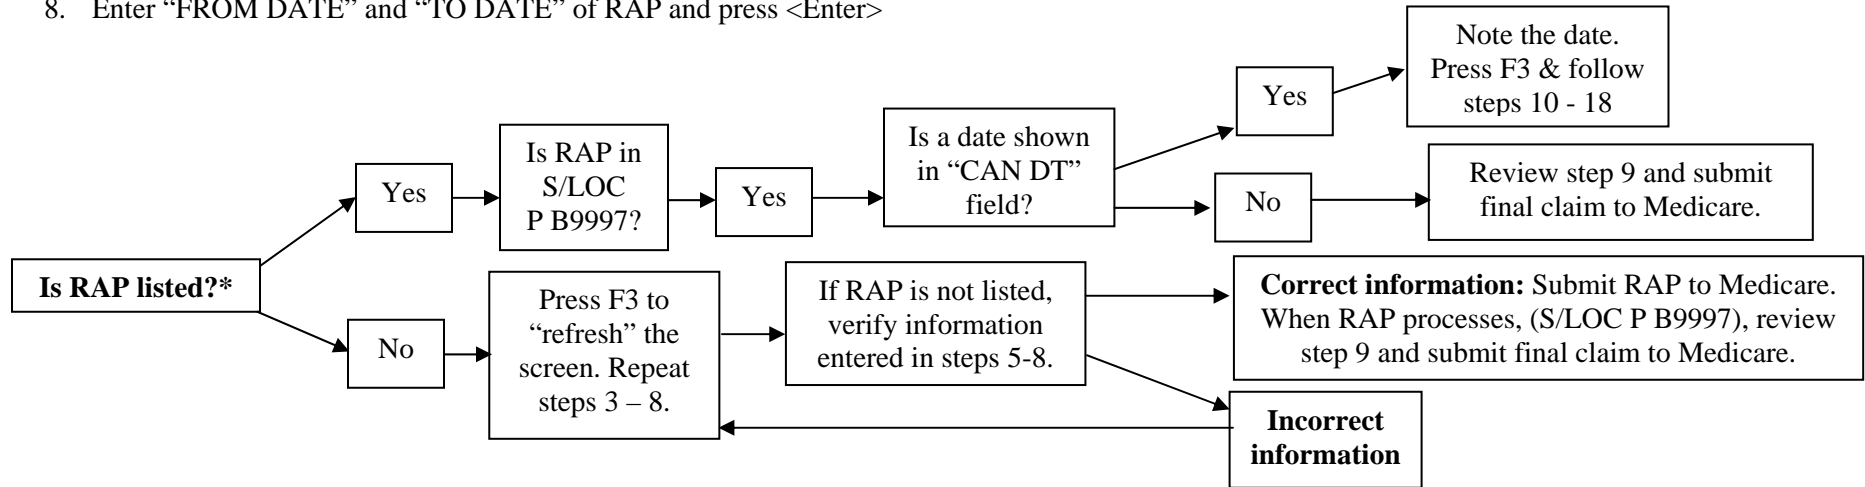 8. Enter “FROM DATE” and “TO DATE” of RAP and press <Enter>
Is RAP listed?*
Yes
Is RAP in
S/LOC
P B9997?
Yes
Is a date shown
in “CAN DT”
field?
Yes
Note the date.
Press F3 & follow
steps 10 - 18
No
Review step 9 and submit
final claim to Medicare.
No
Press F3 to
“refresh” the
screen. Repeat
steps 3 – 8.
If RAP is not listed,
verify information
entered in steps 5-8.
Correct information: Submit RAP to Medicare.
When RAP processes, (S/LOC P B9997), review
step 9 and submit final claim to Medicare.
Incorrect
information